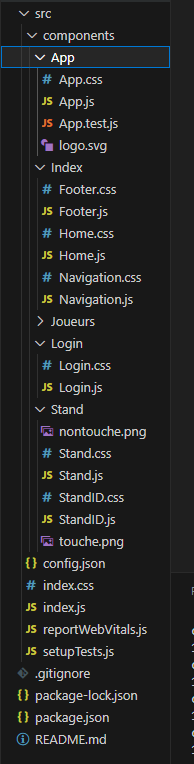 src
components
App
# App.css
JS App.js
JS App.test.js
logo.svg
Index
# Footer.css
JS Footer.js
# Home.css
JS Home.js
# Navigation.css
JS Navigation.js
Joueurs
Login
# Login.css
JS Login.js
Stand
nontouche.png
# Stand.css
JS Stand.js
# StandID.css
JS StandID.js
touche.png
{} config.json
# index.css
JS index.js
JS reportWebVitals.js
JS setupTests.js
.gitignore
{} package-lock.json
{} package.json
README.md